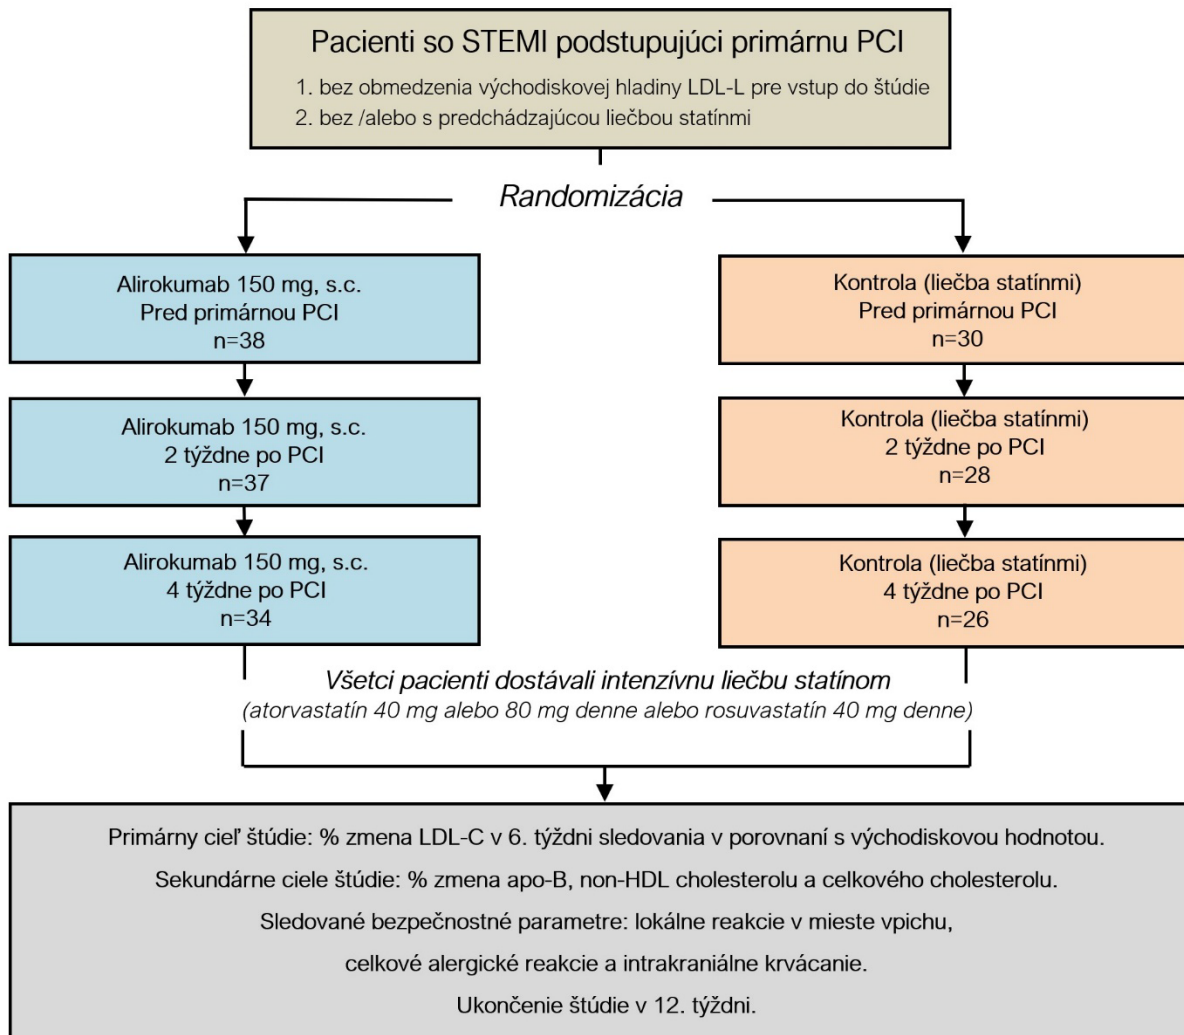 Pacienti so STEMI podstupujúci primárnu PCI
1. bez obmedzenia východiskovej hladiny LDL-L pre vstup do štúdie
2. bez /alebo s predchádzajúcou liečbou statínmi
Randomizácia
Alirokumab 150 mg, s.c.
Pred primárnou PCI
n=38
Kontrola (liečba statínmi)
Pred primárnou PCI
n=30
Alirokumab 150 mg, s.c.
2 týždne po PCI
n=37
Kontrola (liečba statínmi)
2 týždne po PCI
n=28
Alirokumab 150 mg, s.c.
4 týždne po PCI
n=34
Kontrola (liečba statínmi)
4 týždne po PCI
n=26
Všetci pacienti dostávali intenzívnu liečbu statínom
(atorvastatín 40 mg alebo 80 mg denne alebo rosuvastatín 40 mg denne)
Primárny cieľ štúdie: % zmena LDL-C v 6. týždni sledovania v porovnaní s východiskovou hodnotou.
Sekundárne ciele štúdie: % zmena apo-B, non-HDL cholesterolu a celkového cholesterolu.
Sledované bezpečnostné parametre: lokálne reakcie v mieste vpichu,
celkové alergické reakcie a intrakraniálne krvácanie.
Ukončenie štúdie v 12. týždni.